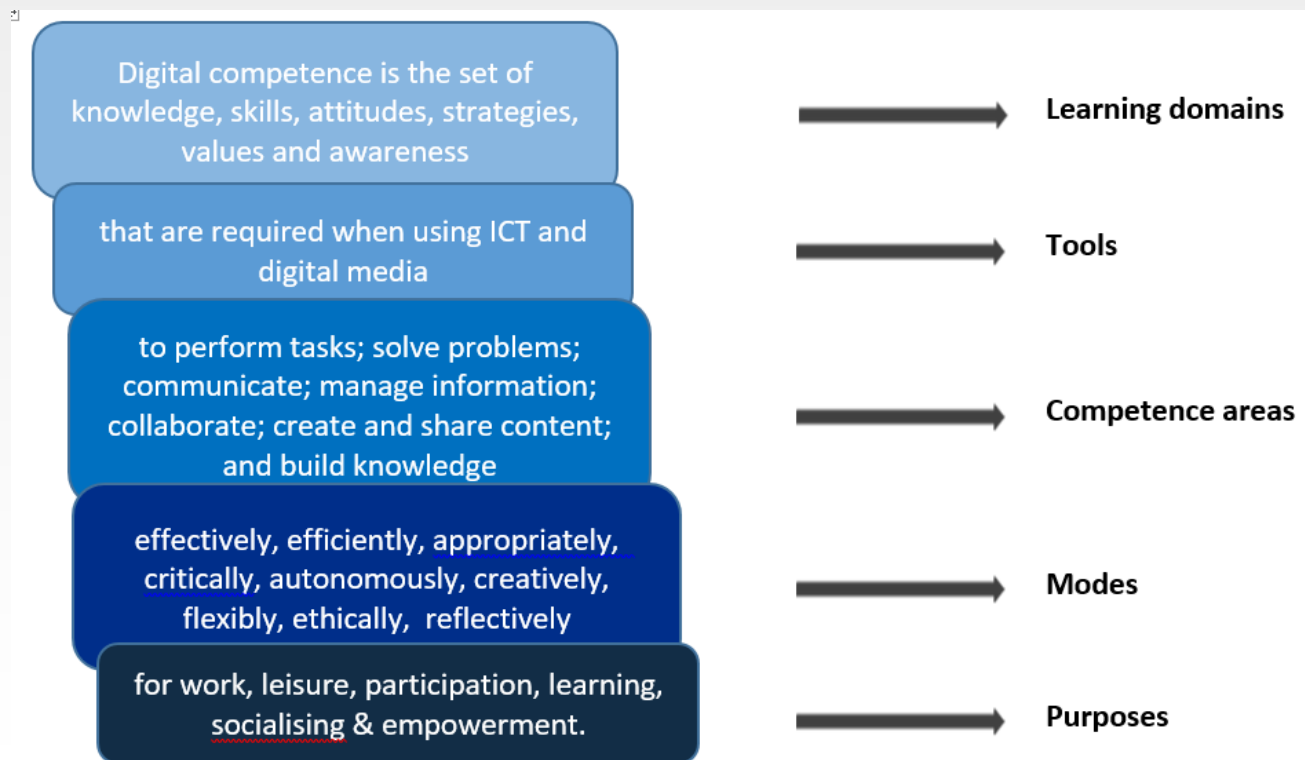 Digital competence is the set of
knowledge, skills, attitudes, strategies,
values and awareness
Learning domains
that are required when using ICT and
digital media
Tools
to perform tasks; solve problems;
communicate; manage information;
collaborate; create and share content;
and build knowledge
Competence areas
effectively, efficiently, appropriately,
critically, autonomously, creatively,
flexibly, ethically,  reflectively
Modes
for work, leisure, participation, learning,
socialising & empowerment.
Purposes